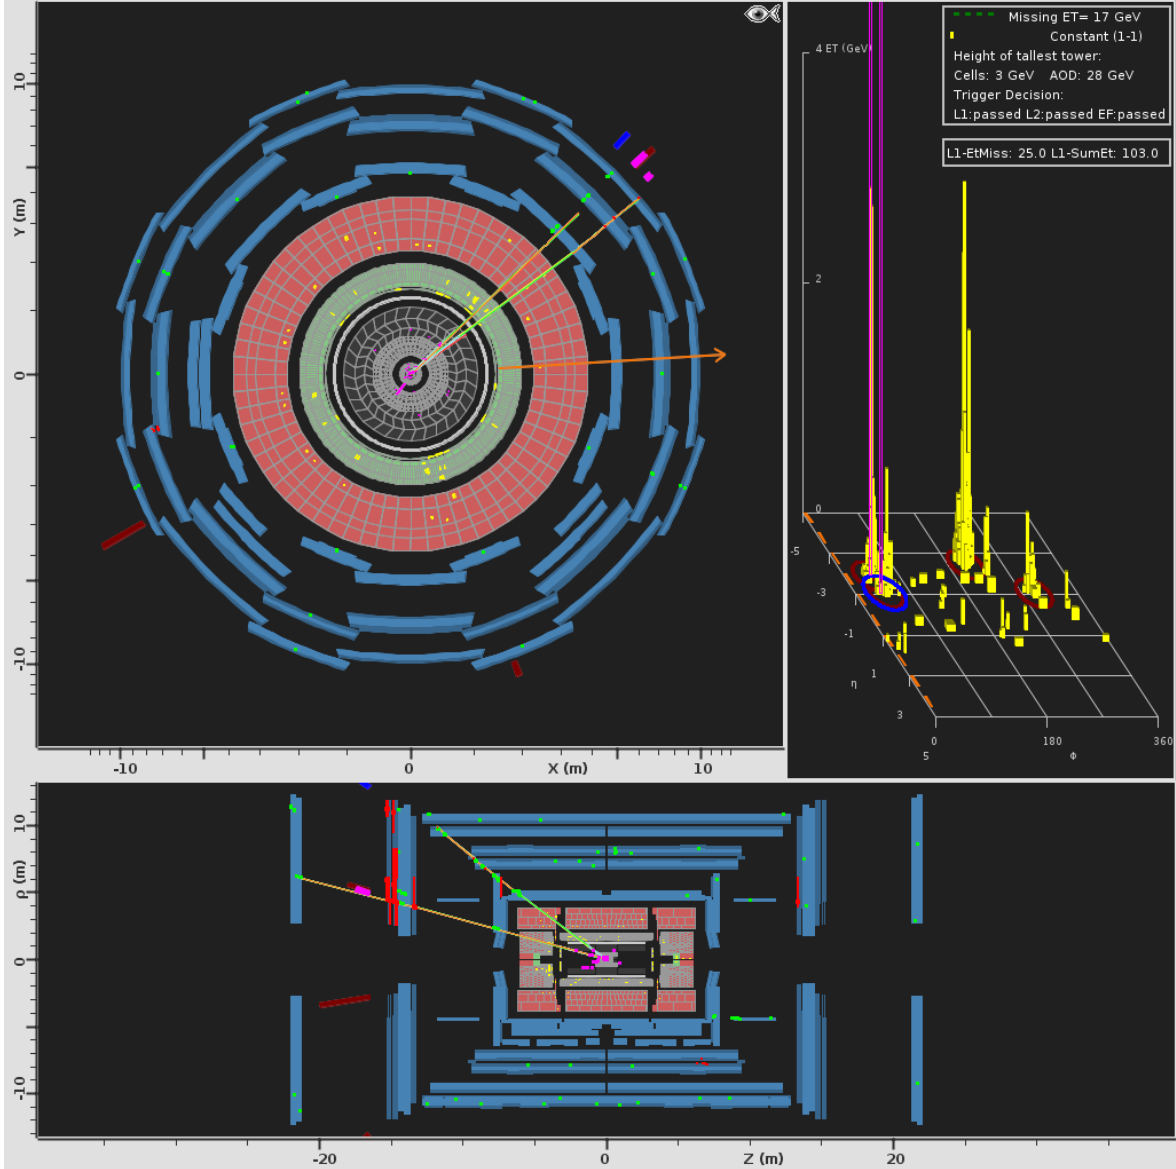 Missing ET= 17 GeV
Constant (1-1)
Height of tallest tower:
Cells: 3 GeV AOD: 28 GeV
Trigger Decision:
L1:passed L2:passed EF:passed
L1-EtMiss: 25.0 L1-SumEt: 103.0
4 ET (GeV)
2
0
-5
-3
-1
1
3
η
0
180
360
5
Φ
10
Y (m)
0
-10
-10
0
X (m)
10
10
ρ (m)
0
-10
-20
0
Z (m)
20